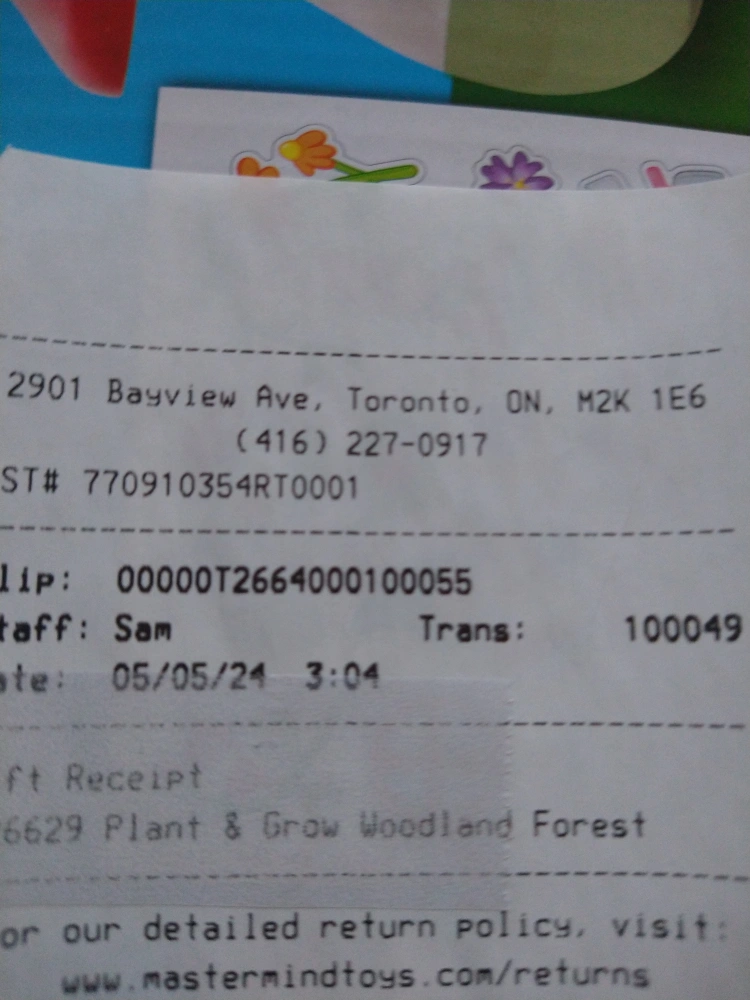 2901 Bayview Ave, Toronto, ON, M2K 1E6
(416) 227-0917
ST# 770910354RT0001
lip: 00000T2664000100055
taff: Sam Trans: 100049
ate: 05/05/24 3:04
ft Receipt
6629 Plant & Grow Woodland Forest
or our detailed return policy, visit:
www.mastermindtoys.com/returns